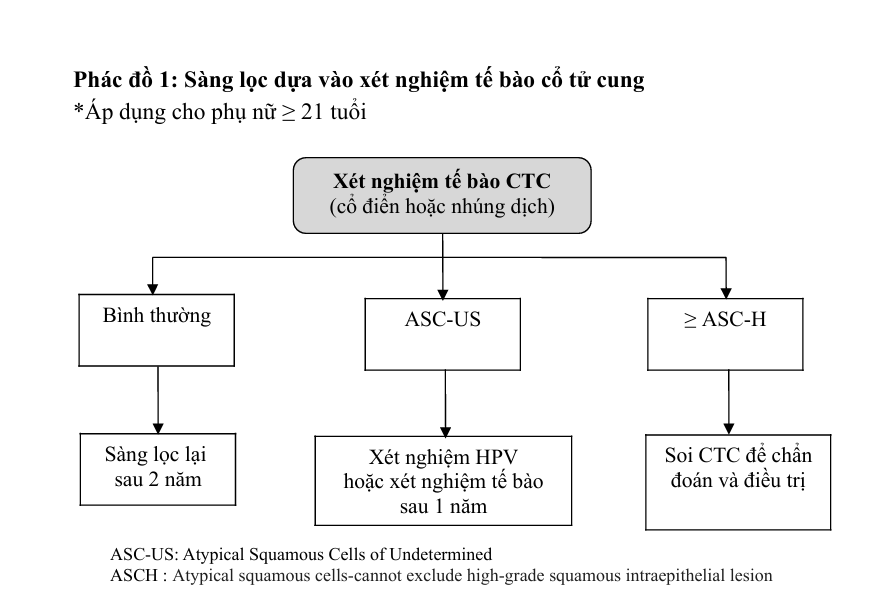 Phác đồ 1: Sàng lọc dựa vào xét nghiệm tế bào cổ tử cung
*Áp dụng cho phụ nữ ≥ 21 tuổi
Xét nghiệm tế bào CTC
(cổ điển hoặc nhúng dịch)
Bình thường
ASC-US
≥ ASC-H
Sàng lọc lại
sau 2 năm
Xét nghiệm HPV
hoặc xét nghiệm tế bào
sau 1 năm
Soi CTC để chẩn
đoán và điều trị
ASC-US: Atypical Squamous Cells of Undetermined
ASCH : Atypical squamous cells-cannot exclude high-grade squamous intraepithelial lesion